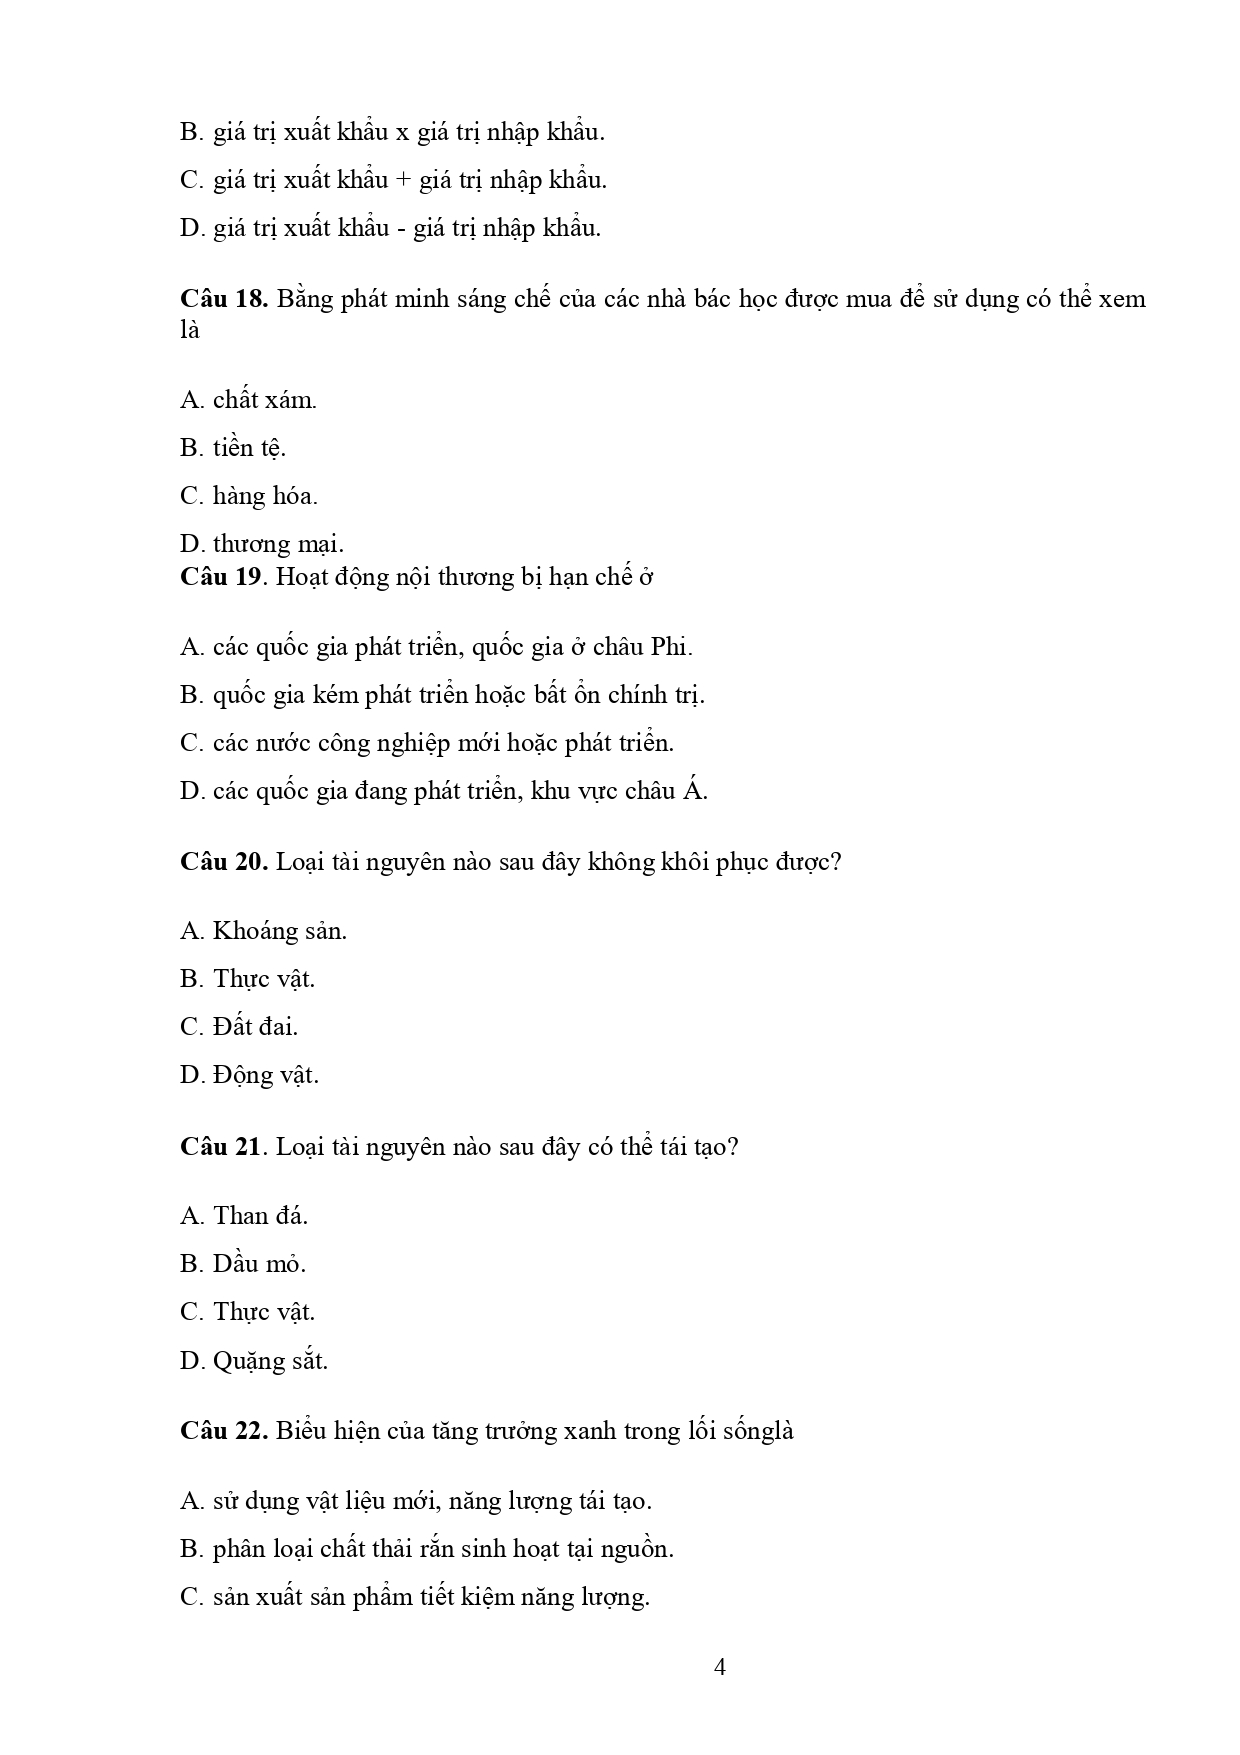 B. giá trị xuất khẩu x giá trị nhập khẩu.
C. giá trị xuất khẩu + giá trị nhập khẩu.
D. giá trị xuất khẩu - giá trị nhập khẩu.
Câu 18. Bằng phát minh sáng chế của các nhà bác học được mua để sử dụng có thể xem
là
A. chất xám.
B. tiền tệ.
C. hàng hóa.
D. thương mại.
Câu 19. Hoạt động nội thương bị hạn chế ở
A. các quốc gia phát triển, quốc gia ở châu Phi.
B. quốc gia kém phát triển hoặc bất ổn chính trị.
C. các nước công nghiệp mới hoặc phát triển.
D. các quốc gia đang phát triển, khu vực châu Á.
Câu 20. Loại tài nguyên nào sau đây không khôi phục được?
A. Khoáng sản.
B. Thực vật.
C. Đất đai.
D. Động vật.
Câu 21. Loại tài nguyên nào sau đây có thể tái tạo?
A. Than đá.
B. Dầu mỏ.
C. Thực vật.
D. Quặng sắt.
Câu 22. Biểu hiện của tăng trưởng xanh trong lối sốnglà
A. sử dụng vật liệu mới, năng lượng tái tạo.
B. phân loại chất thải rắn sinh hoạt tại nguồn.
C. sản xuất sản phẩm tiết kiệm năng lượng.
4